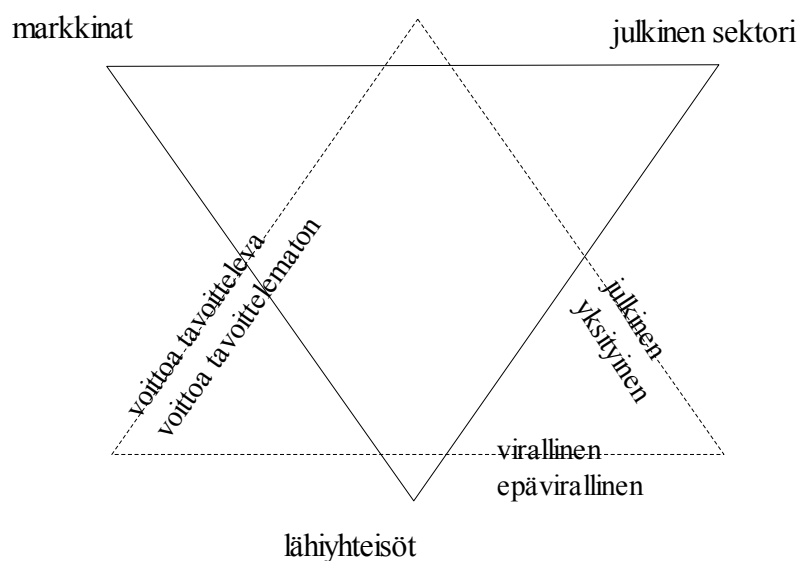 markkinat
julkinen sektori
voittoa tavoitteleva
voittoa tavoittelematon
julkinen
yksityinen
virallinen
epävirallinen
lähiyhteisöt